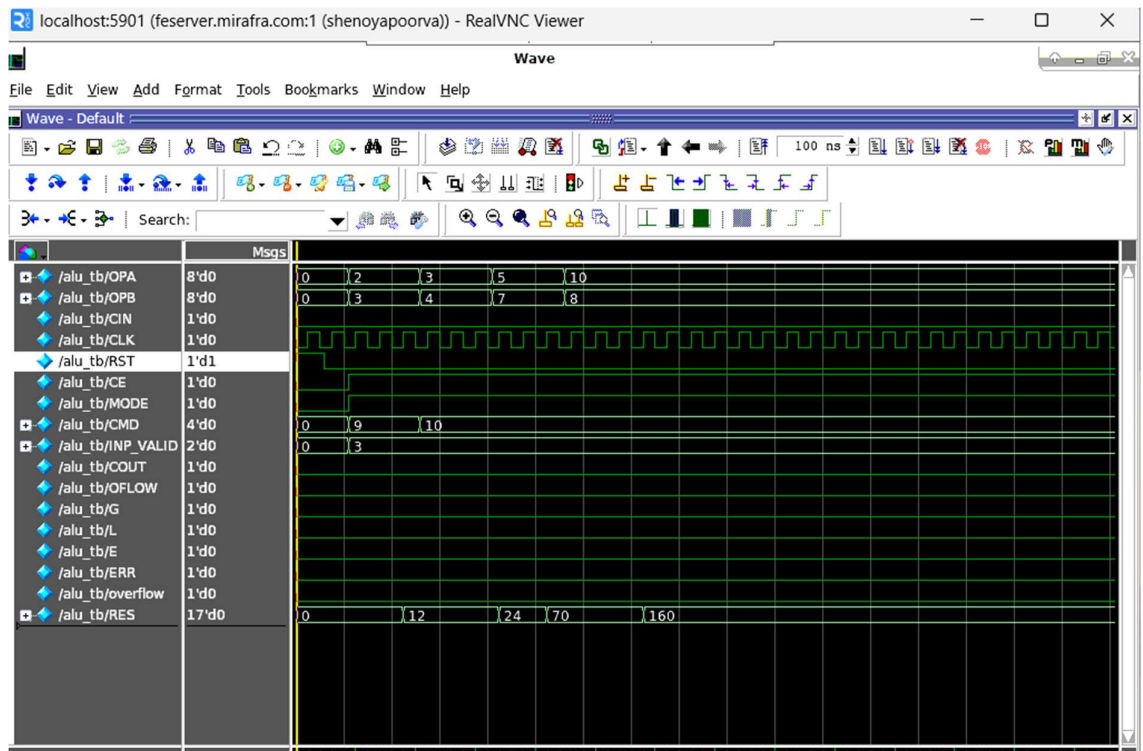 localhost:5901 (feserver.mirafra.com:1 (shenoyapoorva)) - RealVNC Viewer
Wave
File Edit View Add Format Tools Bookmarks Window Help
Wave - Default
100 ns
Search:
Msgs
/alu_tb/OPA 8'd0 0 2 3 5 10
/alu_tb/OPB 8'd0 0 3 4 7 8
/alu_tb/CIN 1'd0
/alu_tb/CLK 1'd0
/alu_tb/RST 1'd1
/alu_tb/CE 1'd0
/alu_tb/MODE 1'd0
/alu_tb/CMD 4'd0 0 9 10
/alu_tb/INP_VALID 2'd0 0 3
/alu_tb/COUT 1'd0
/alu_tb/OFLOW 1'd0
/alu_tb/G 1'd0
/alu_tb/L 1'd0
/alu_tb/E 1'd0
/alu_tb/ERR 1'd0
/alu_tb/overflow 1'd0
/alu_tb/RES 17'd0 0 12 24 70 160